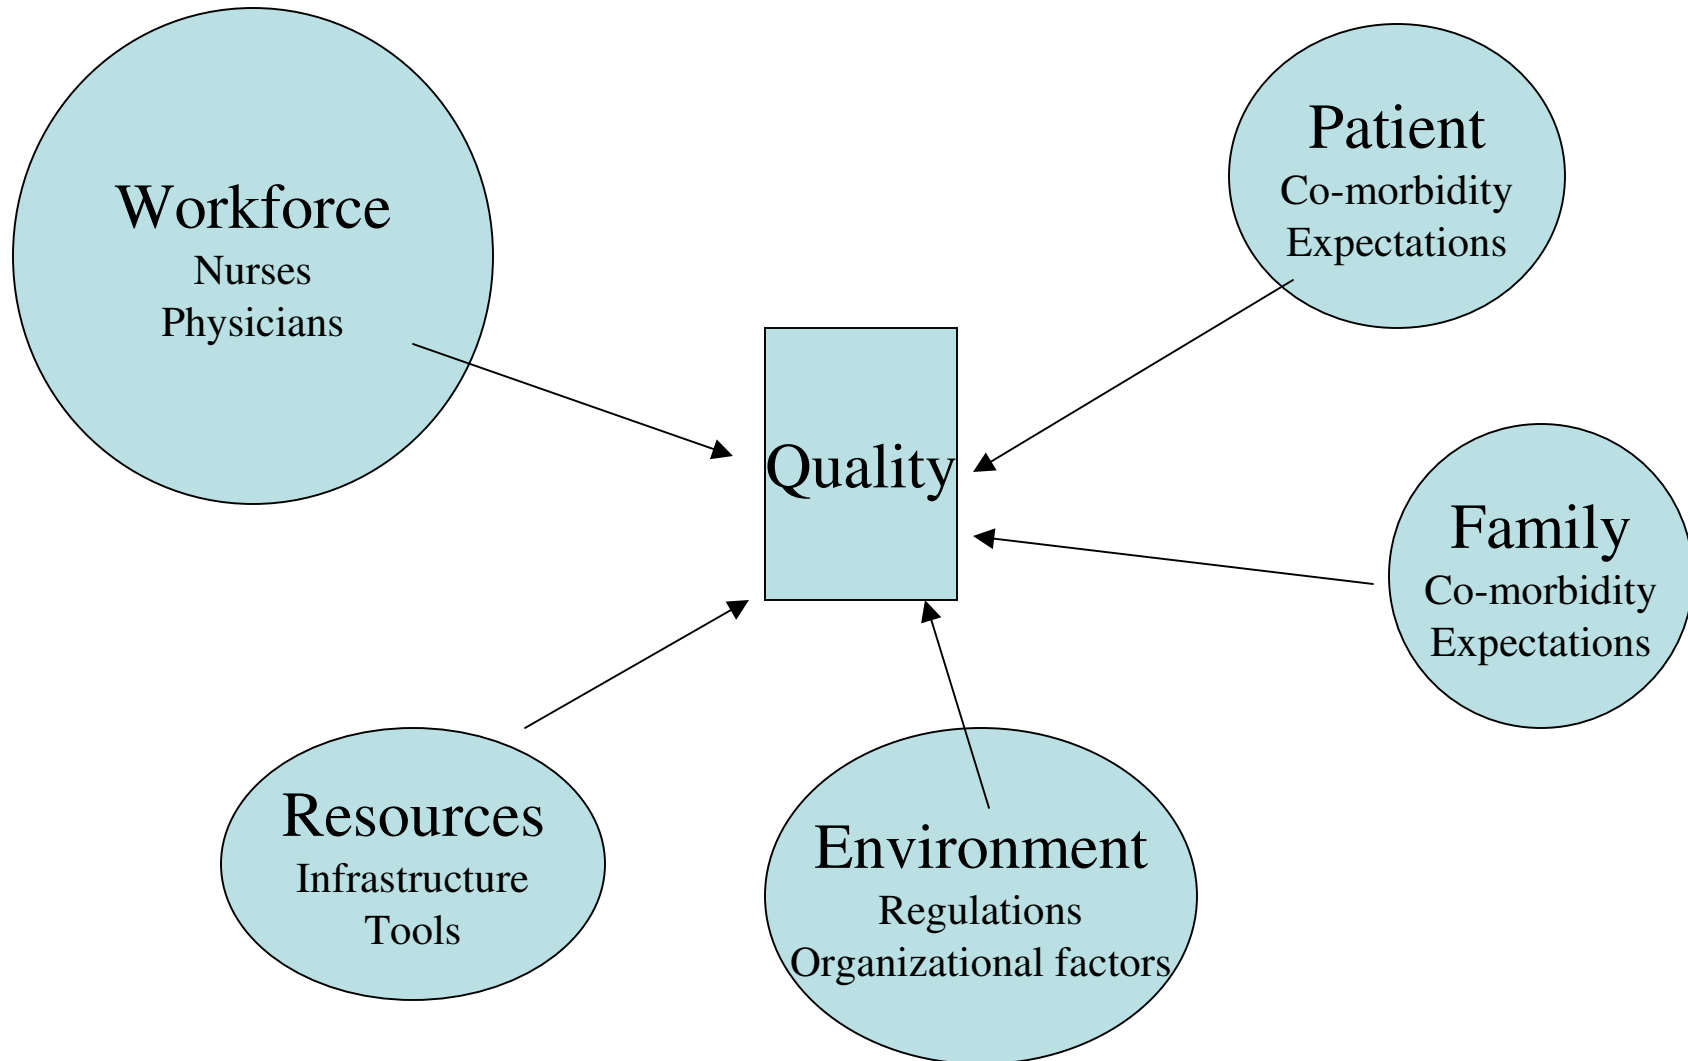 Workforce
Nurses
Physicians
Patient
Co-morbidity
Expectations
Quality
Family
Co-morbidity
Expectations
Resources
Infrastructure
Tools
Environment
Regulations
Organizational factors